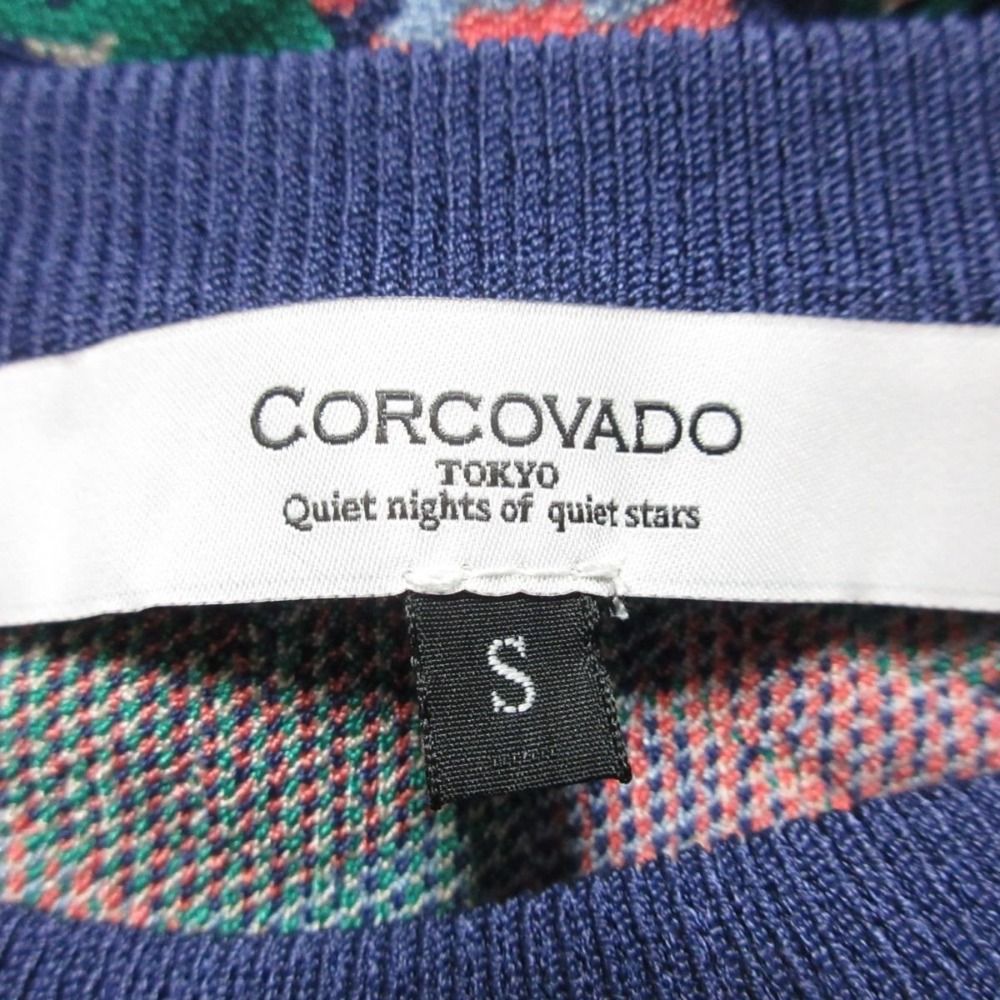 CORCOVADO
TOKYO
Quiet nights of quiet stars
S